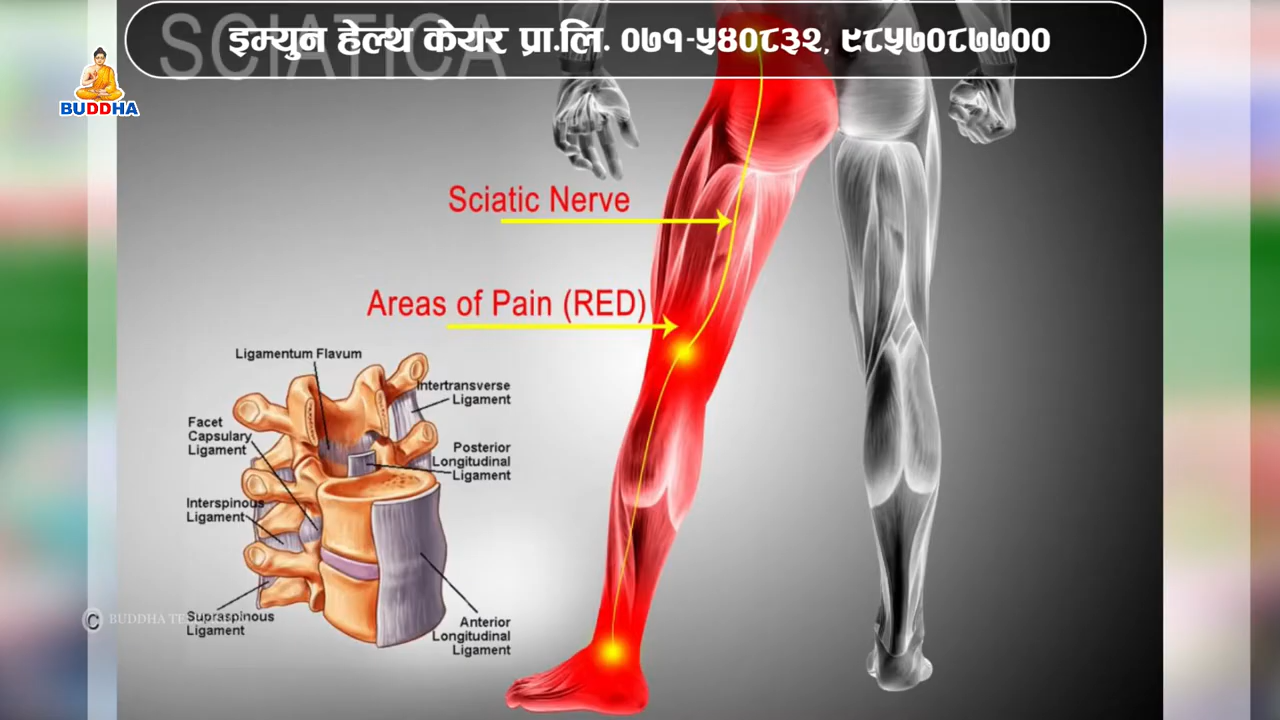 SCIATICA
इम्युन हेल्थ केयर प्रा.लि. ०७१-५४०८३२, ९८५७०८७७००
BUDDHA
Sciatic Nerve
Areas of Pain (RED)
Ligamentum Flavum
Intertransverse
Ligament
Facet
Capsulary
Ligament
Posterior
Longitudinal
Ligament
Interspinous
Ligament
Supraspinous
Ligament
Anterior
Longitudinal
Ligament
© BUDDHA